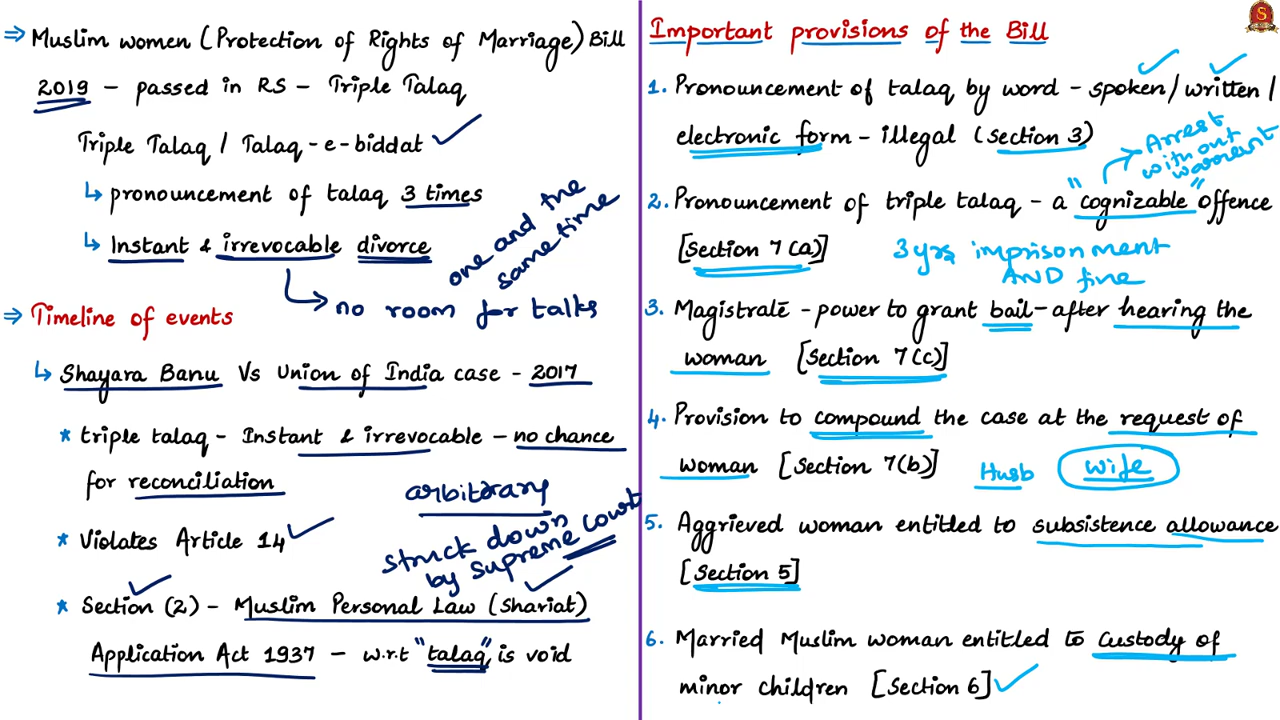 ⇒ Muslim women (Protection of Rights of Marriage) Bill
2019 - passed in RS - Triple Talaq
Triple Talaq / Talaq-e-biddat ✓
↳ pronouncement of talaq 3 times
↳ Instant & irrevocable divorce
one and the
same time
→ no room for talks
⇒ Timeline of events
↳ Shayara Banu Vs Union of India case - 2017
* triple talaq - Instant & irrevocable - no chance
for reconciliation
arbitrary
* Violates Article 14 ✓
struck down
by supreme court
* Section (2) - Muslim Personal Law (Shariat)
Application Act 1937 - w.r.t "talaq" is void
Important provisions of the Bill
S
1. Pronouncement of talaq by word - spoken / written /
electronic form - illegal (section 3)
→ Arrest
without
warrant
2. Pronouncement of triple talaq - a "cognizable" offence
[Section 7(a)]
3 yrs imprisonment
AND fine
3. Magistrate - power to grant bail - after hearing the
woman [Section 7(c)]
4. Provision to compound the case at the request of
woman [Section 7(b)]
Husb wife
5. Aggrieved woman entitled to subsistence allowance
[Section 5]
6. Married Muslim woman entitled to custody of
minor children [Section 6] ✓